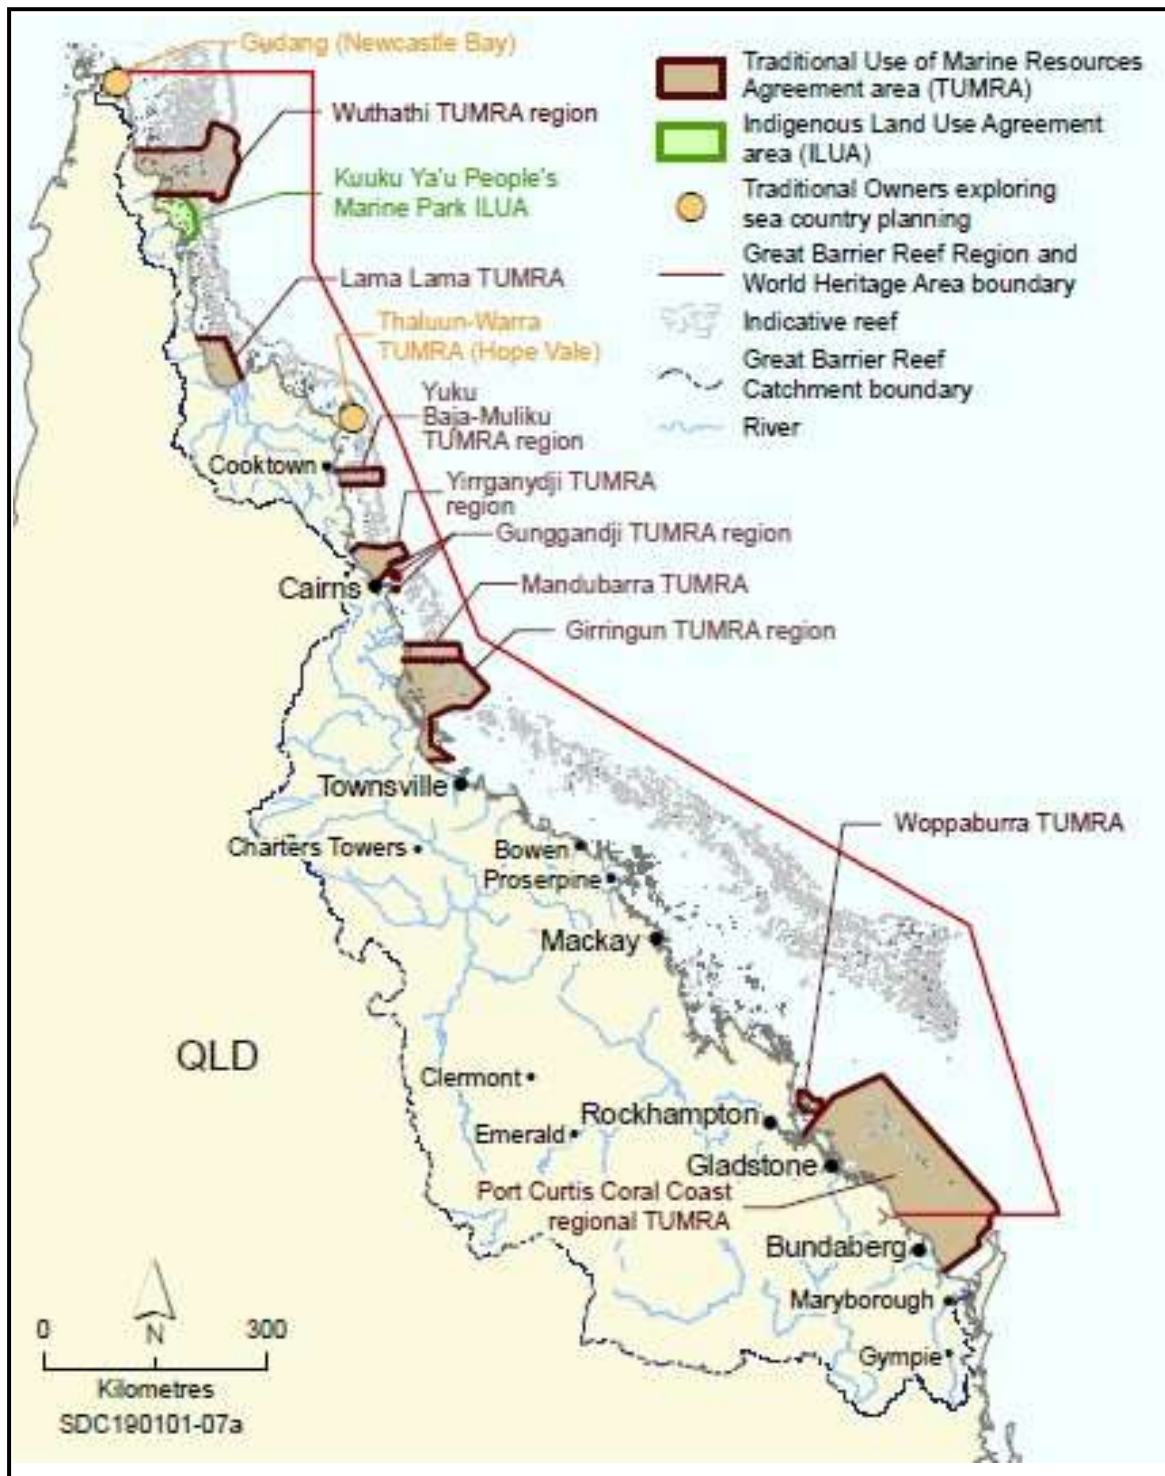 Gudang (Newcastle Bay)
Wuthathi TUMRA region
Kuuku Ya'u People's
Marine Park ILUA
Lama Lama TUMRA
Thaluun-Warra
TUMRA (Hope Vale)
Yuku
Baja-Muliku
TUMRA region
Cooktown
Yirrganydji TUMRA
region
Gunggandji TUMRA region
Cairns
Mandubarra TUMRA
Girringun TUMRA region
Traditional Use of Marine Resources
Agreement area (TUMRA)
Indigenous Land Use Agreement
area (ILUA)
Traditional Owners exploring
sea country planning
Great Barrier Reef Region and
World Heritage Area boundary
Indicative reef
Great Barrier Reef
Catchment boundary
River
Townsville
Woppaburra TUMRA
Charters Towers
Bowen
Proserpine
Mackay
QLD
Clermont
Rockhampton
Emerald
Gladstone
Port Curtis Coral Coast
regional TUMRA
Bundaberg
Maryborough
Gympie
N
0 300
Kilometres
SDC190101-07a